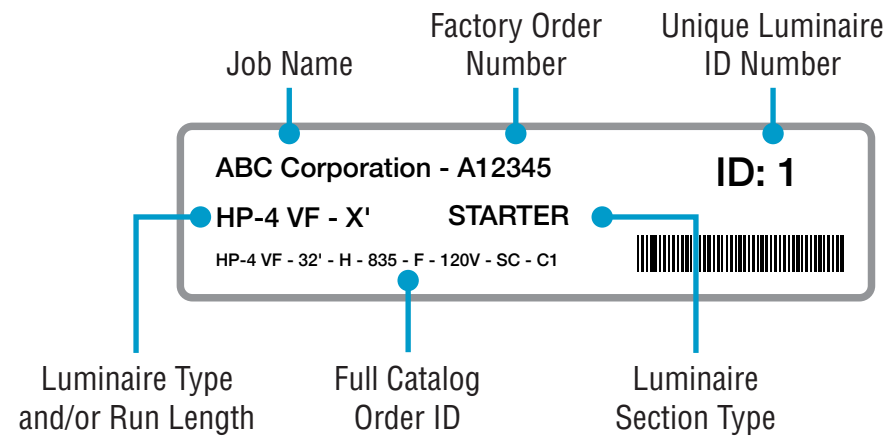 Job Name
Factory Order
Number
Unique Luminaire
ID Number
ABC Corporation - A12345
ID: 1
HP-4 VF - X'
STARTER
HP-4 VF - 32' - H - 835 - F - 120V - SC - C1
Luminaire Type
and/or Run Length
Full Catalog
Order ID
Luminaire
Section Type